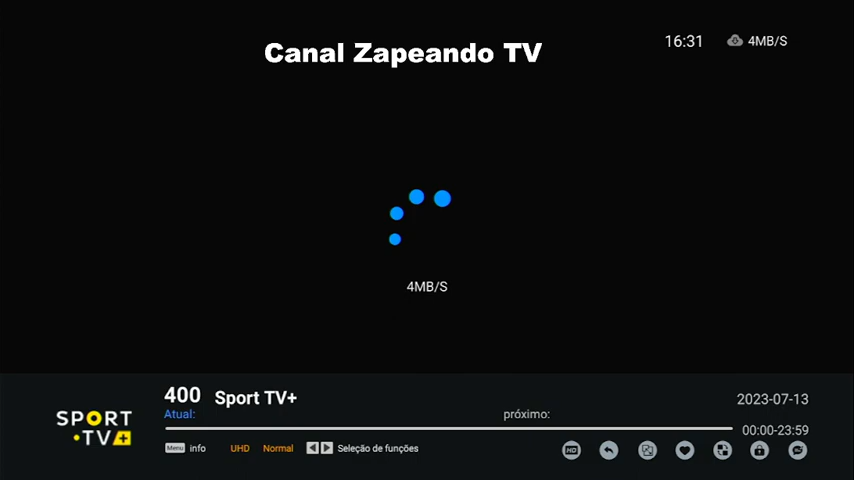 Canal Zapeando TV
16:31 4MB/S
4MB/S
400 Sport TV+ 2023-07-13
SPORT
•TV+
Atual: próximo:
00:00-23:59
Menu info UHD Normal Seleção de funções
HD